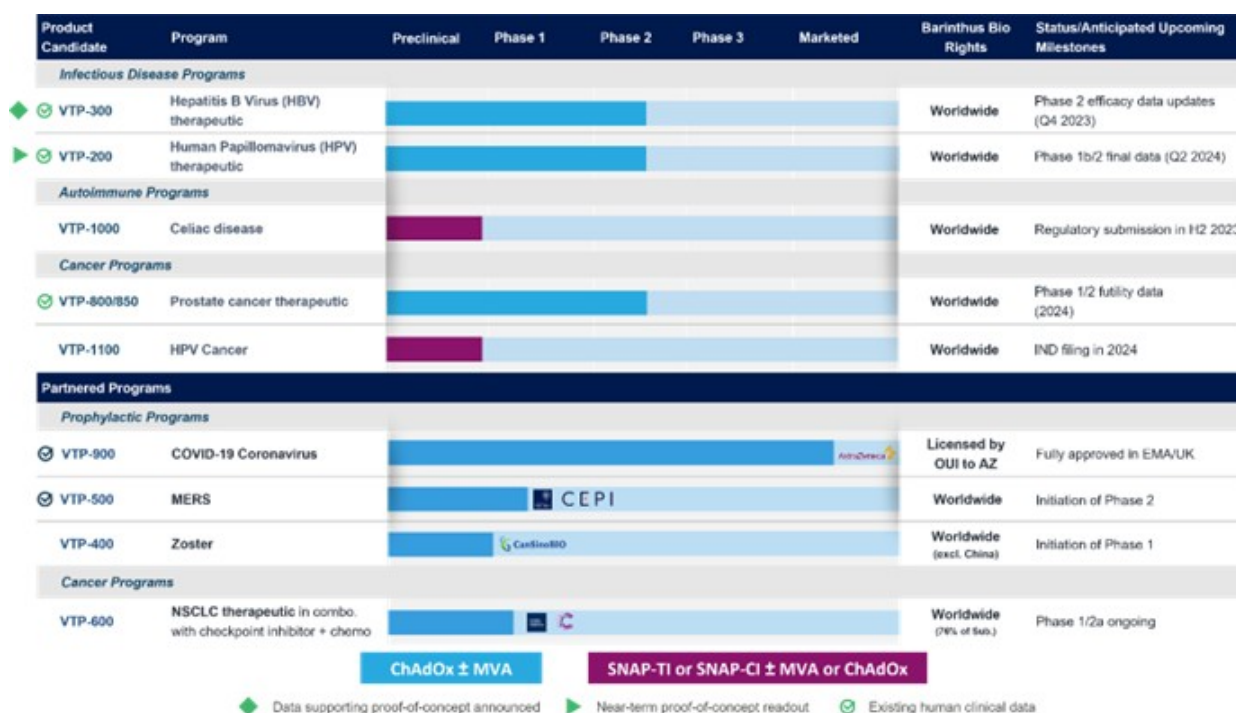 Product Candidate Program Preclinical Phase 1 Phase 2 Phase 3 Marketed Barinthus Bio Rights Status/Anticipated Upcoming Milestones
Infectious Disease Programs
VTP-300 Hepatitis B Virus (HBV) therapeutic Worldwide Phase 2 efficacy data updates (Q4 2023)
VTP-200 Human Papillomavirus (HPV) therapeutic Worldwide Phase 1b/2 final data (Q2 2024)
Autoimmune Programs
VTP-1000 Celiac disease Worldwide Regulatory submission in H2 2023
Cancer Programs
VTP-800/850 Prostate cancer therapeutic Worldwide Phase 1/2 futility data (2024)
VTP-1100 HPV Cancer Worldwide IND filing in 2024
Partnered Programs
Prophylactic Programs
VTP-900 COVID-19 Coronavirus AstraZeneca Licensed by OUI to AZ Fully approved in EMA/UK
VTP-500 MERS CEPI Worldwide Initiation of Phase 2
VTP-400 Zoster CanSinoBIO Worldwide (excl. China) Initiation of Phase 1
Cancer Programs
VTP-600 NSCLC therapeutic in combo. with checkpoint inhibitor + chemo Worldwide (76% of Sub.) Phase 1/2a ongoing
ChAdOx ± MVA SNAP-TI or SNAP-CI ± MVA or ChAdOx
Data supporting proof-of-concept announced Near-term proof-of-concept readout Existing human clinical data